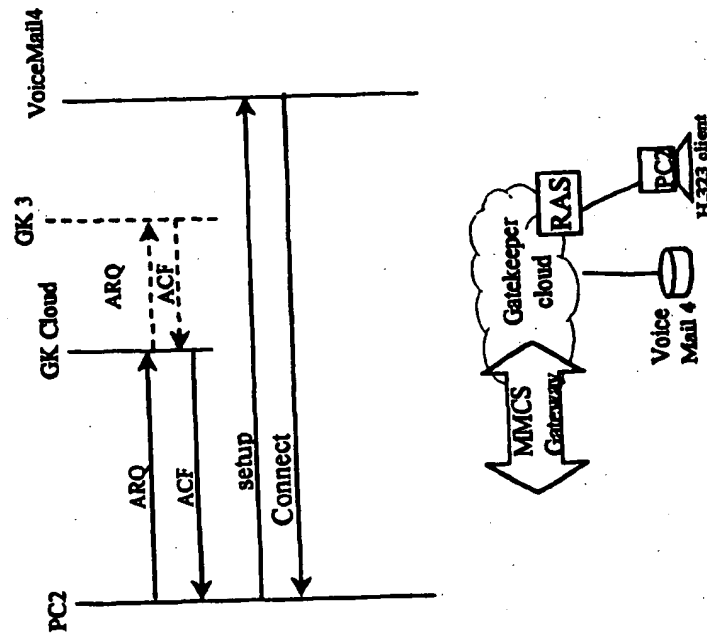 PC2
GK Cloud
GK 3
VoiceMail4
ARQ
ARQ
ACF
ACF
setup
Connect
MMCS
Gateway
Gatekeeper
cloud
RAS
Voice
Mail 4
PC2
H.323 client